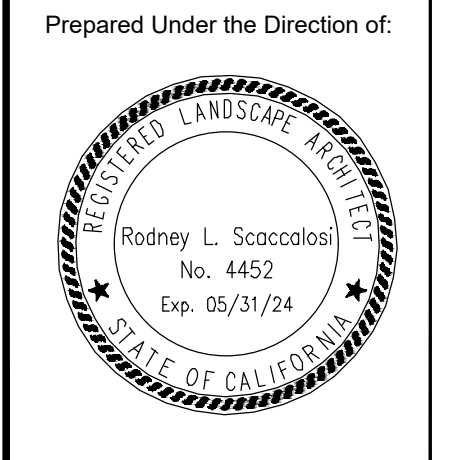 Prepared Under the Direction of:
REGISTERED LANDSCAPE ARCHITECT
Rodney L. Scaccalosi
No. 4452
Exp. 05/31/24
STATE OF CALIFORNIA